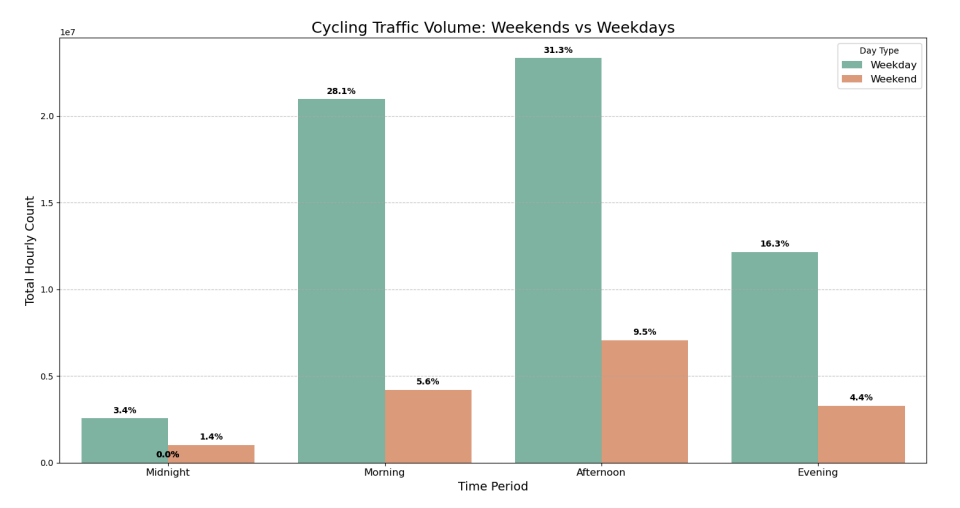 Cycling Traffic Volume: Weekends vs Weekdays
1e7
Day Type
Weekday
Weekend
31.3%
28.1%
16.3%
9.5%
5.6%
4.4%
3.4%
1.4%
0.0%
2.0
1.5
1.0
0.5
0.0
Total Hourly Count
Midnight
Morning
Afternoon
Evening
Time Period